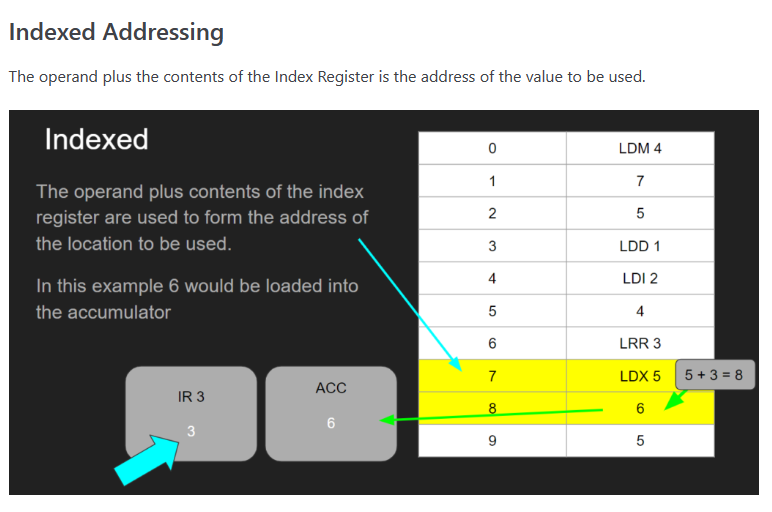 Indexed Addressing
The operand plus the contents of the Index Register is the address of the value to be used.
Indexed
The operand plus contents of the index
register are used to form the address of
the location to be used.
In this example 6 would be loaded into
the accumulator
IR 3
3
ACC
6
0 LDM 4
1 7
2 5
3 LDD 1
4 LDI 2
5 4
6 LRR 3
7 LDX 5 5 + 3 = 8
8 6
9 5